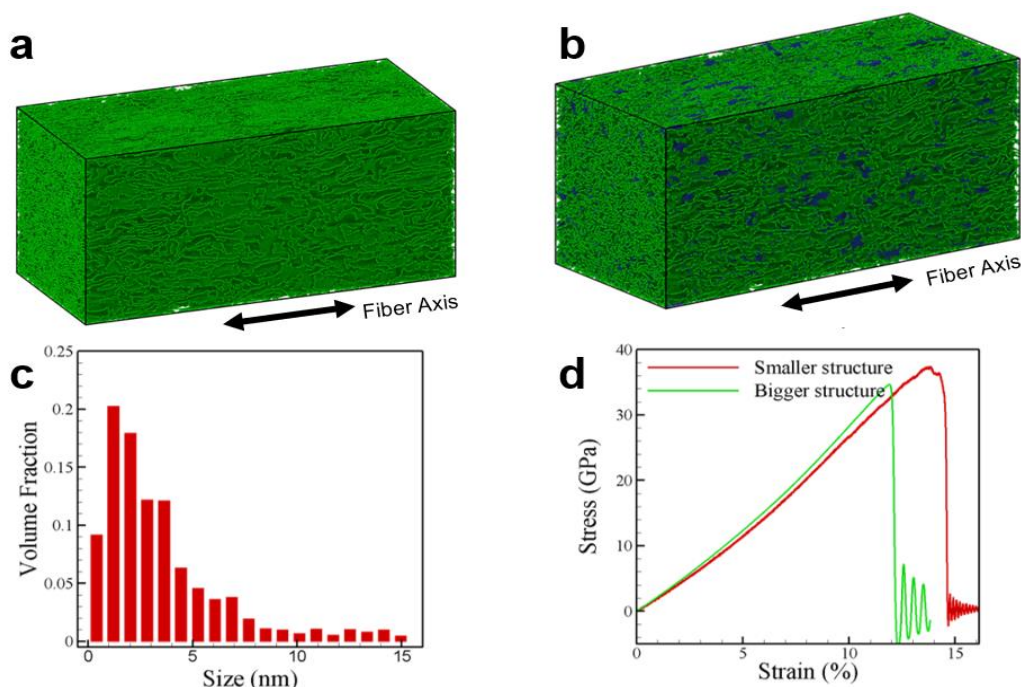 a
b
Fiber Axis
Fiber Axis
c
0.25
0.2
0.15
0.1
0.05
0
Volume Fraction
0
5
10
15
Size (nm)
d
40
30
20
10
0
Stress (GPa)
Smaller structure
Bigger structure
0
5
10
15
Strain (%)